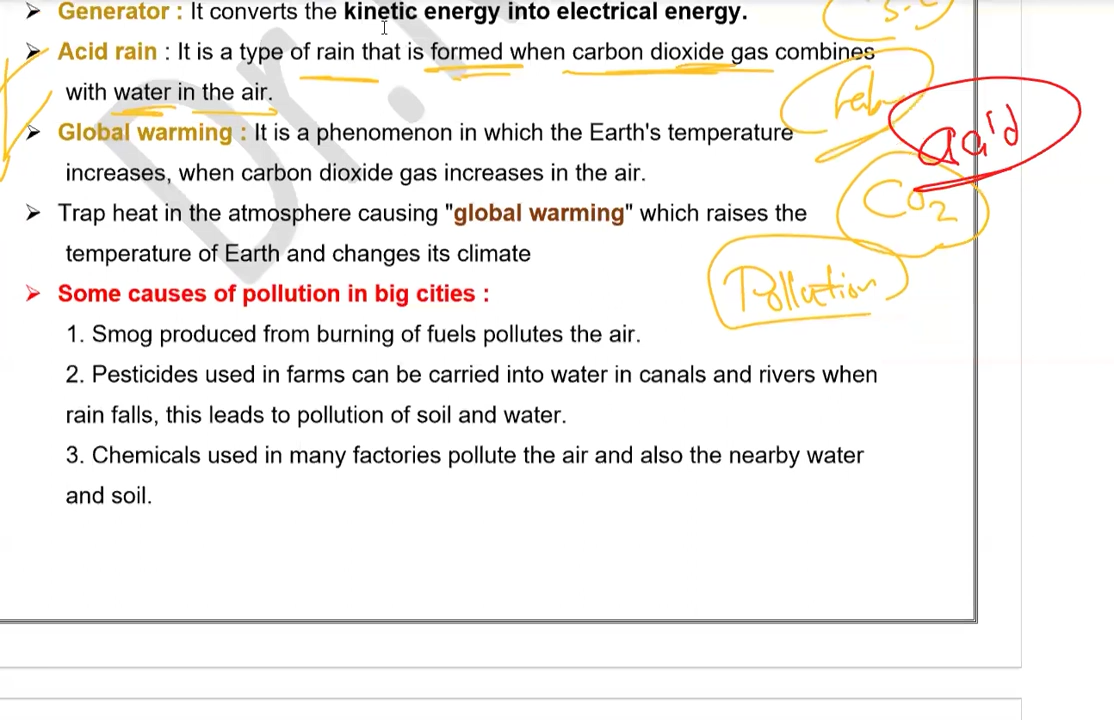 ➢ Generator : It converts the kinetic energy into electrical energy.
➢ Acid rain : It is a type of rain that is formed when carbon dioxide gas combines
with water in the air.
acid
➢ Global warming : It is a phenomenon in which the Earth's temperature
increases, when carbon dioxide gas increases in the air.
CO2
➢ Trap heat in the atmosphere causing "global warming" which raises the
temperature of Earth and changes its climate
Pollution
➢ Some causes of pollution in big cities :
1. Smog produced from burning of fuels pollutes the air.
2. Pesticides used in farms can be carried into water in canals and rivers when
rain falls, this leads to pollution of soil and water.
3. Chemicals used in many factories pollute the air and also the nearby water
and soil.